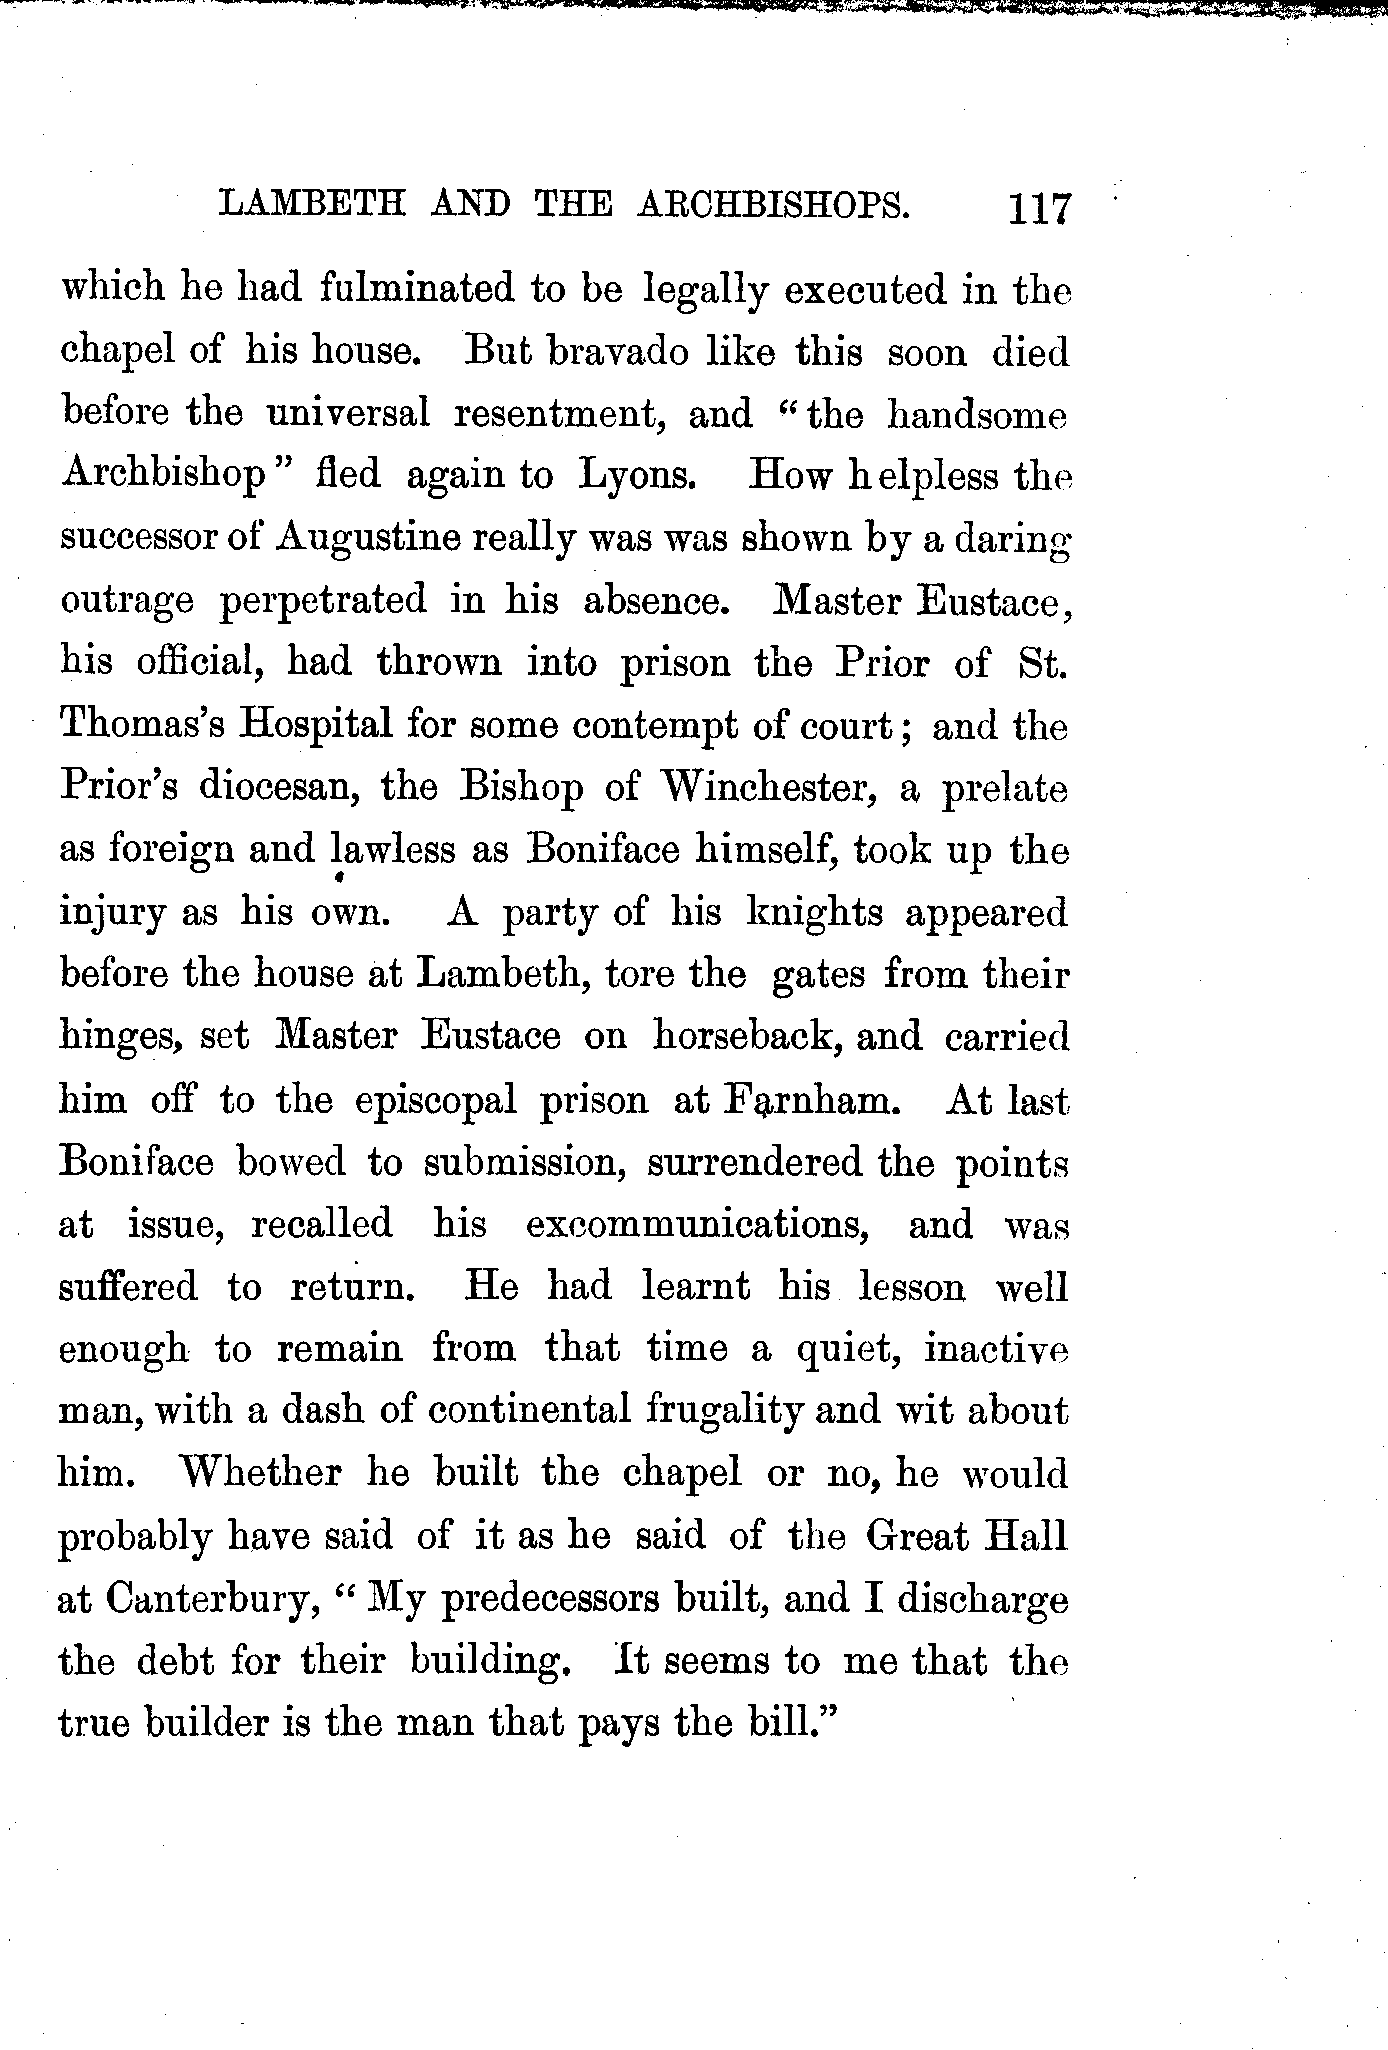 LAMBETH AND THE ARCHBISHOPS. 117
which he had fulminated to be legally executed in the
chapel of his house. But bravado like this soon died
before the universal resentment, and “the handsome
Archbishop” fled again to Lyons. How helpless the
successor of Augustine really was was shown by a daring
outrage perpetrated in his absence. Master Eustace,
his official, had thrown into prison the Prior of St.
Thomas’s Hospital for some contempt of court; and the
Prior’s diocesan, the Bishop of Winchester, a prelate
as foreign and lawless as Boniface himself, took up the
injury as his own. A party of his knights appeared
before the house at Lambeth, tore the gates from their
hinges, set Master Eustace on horseback, and carried
him off to the episcopal prison at Farnham. At last
Boniface bowed to submission, surrendered the points
at issue, recalled his excommunications, and was
suffered to return. He had learnt his lesson well
enough to remain from that time a quiet, inactive
man, with a dash of continental frugality and wit about
him. Whether he built the chapel or no, he would
probably have said of it as he said of the Great Hall
at Canterbury, “My predecessors built, and I discharge
the debt for their building. It seems to me that the
true builder is the man that pays the bill.”